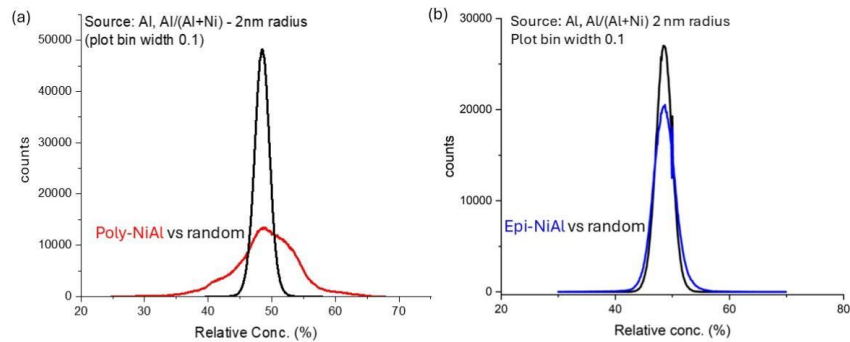 (a)
Source: Al, Al/(Al+Ni) - 2nm radius
(plot bin width 0.1)
50000
40000
30000
20000
10000
0
counts
Poly-NiAl vs random
20 30 40 50 60 70
Relative Conc. (%)
(b)
Source: Al, Al/(Al+Ni) 2 nm radius
Plot bin width 0.1
30000
20000
10000
0
counts
Epi-NiAl vs random
20 40 60 80
Relative conc. (%)